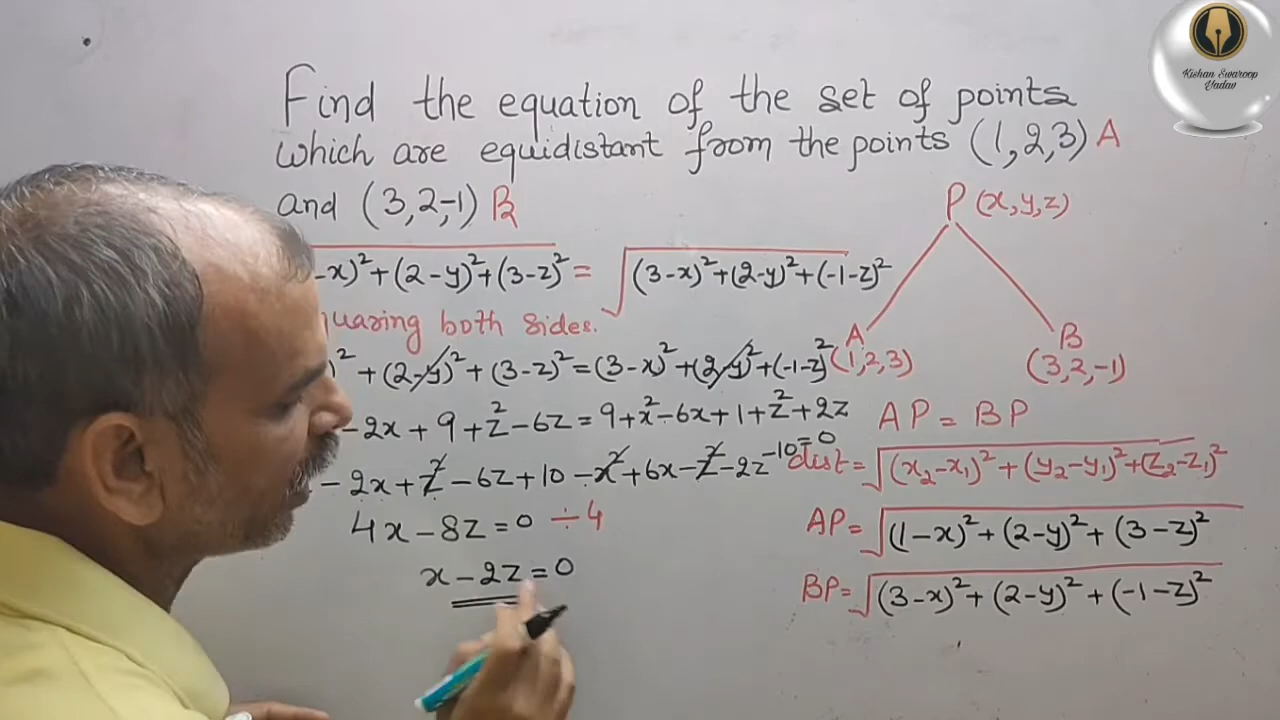 Find the equation of the set of points
which are equidistant from the points (1,2,3) A
and (3,2,-1) B
-x)²+(2-y)²+(3-z)² = √(3-x)²+(2-y)²+(-1-z)²
quaring both sides.
)²+(2-y)²+(3-z)²=(3-x)²+(2-y)²+(-1-z)²
-2x+9+z²-6z=9+x²-6x+1+z²+2z
-2x+z²-6z+10-x²+6x-z²-2z-10=0
4x-8z=0 ÷4
x-2z=0
P(x,y,z)
A B
(1,2,3) (3,2,-1)
AP=BP
dist=√(x₂-x₁)²+(y₂-y₁)²+(z₂-z₁)²
AP=√(1-x)²+(2-y)²+(3-z)²
BP=√(3-x)²+(2-y)²+(-1-z)²
Kishan Swaroop
Yadav